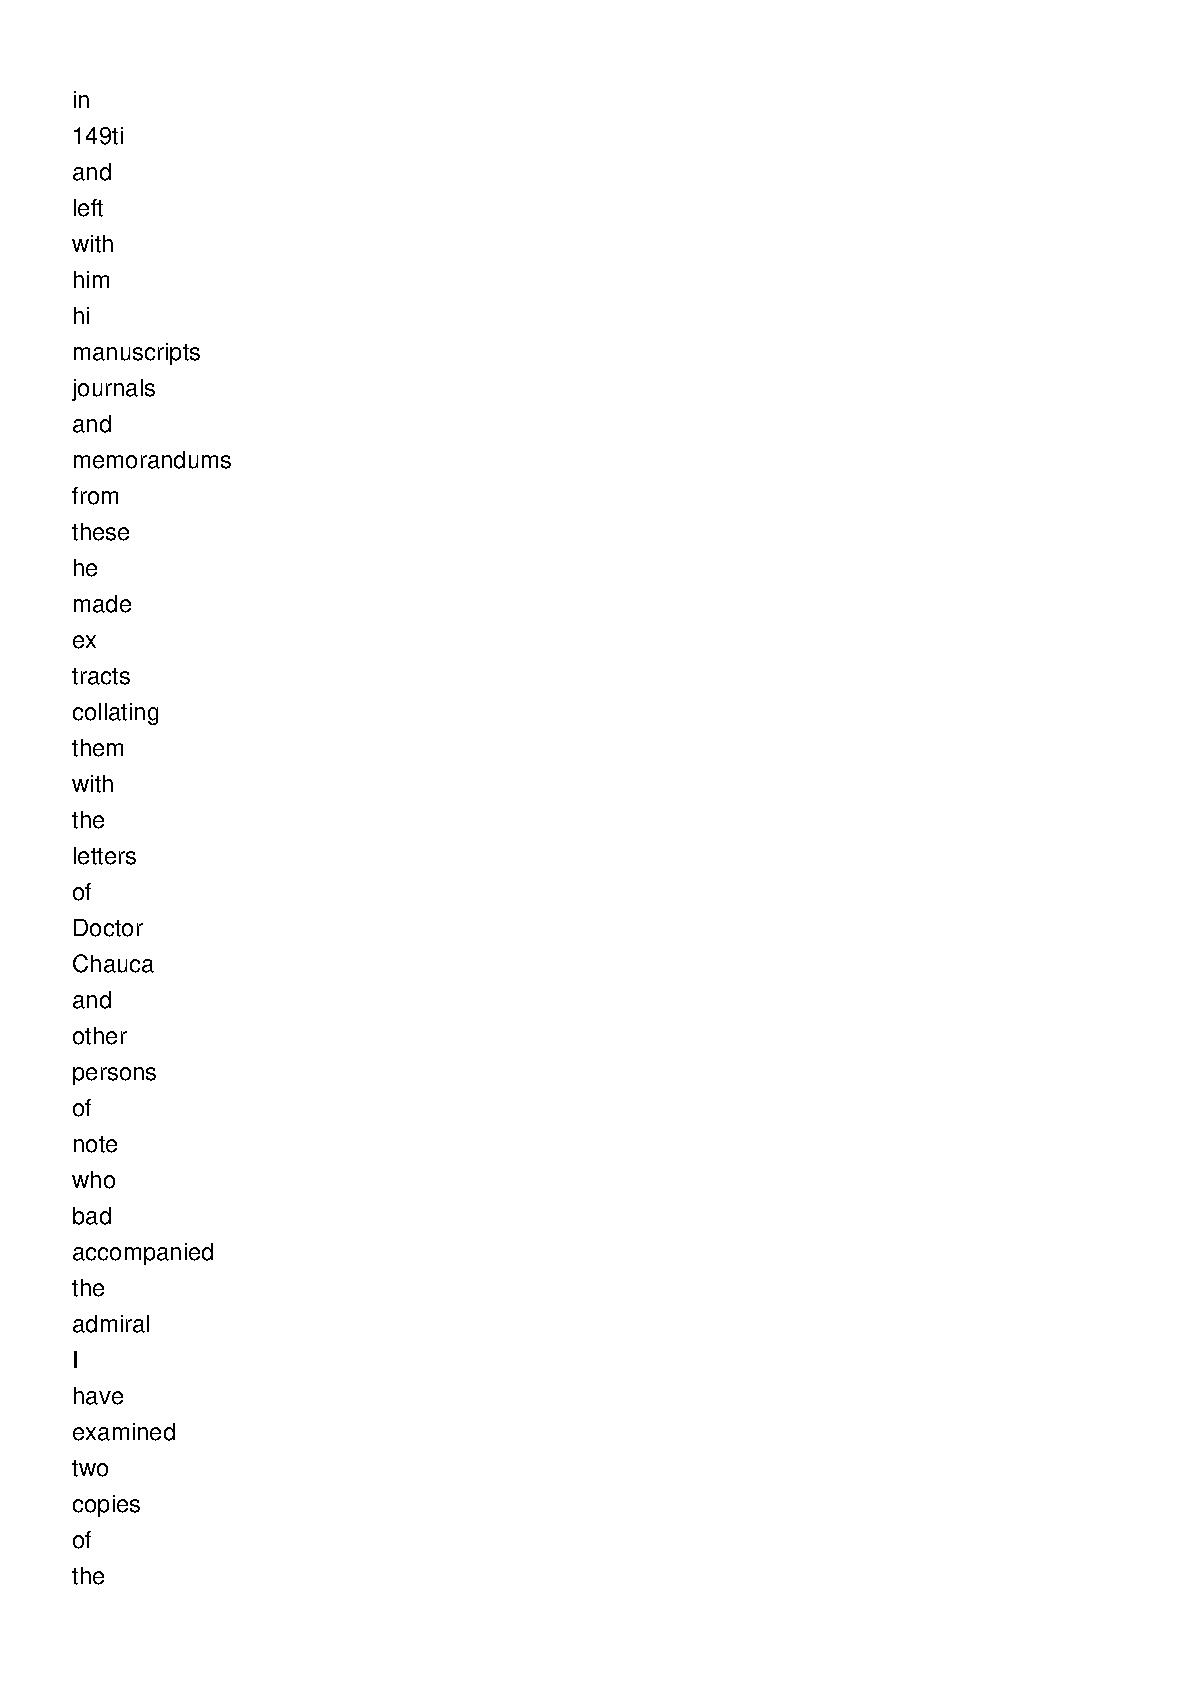 in
149ti
and
left
with
him
hi
manuscripts
journals
and
memorandums
from
these
he
made
ex
tracts
collating
them
with
the
letters
of
Doctor
Chauca
and
other
persons
of
note
who
bad
accompanied
the
admiral
I
have
examined
two
copies
of
the